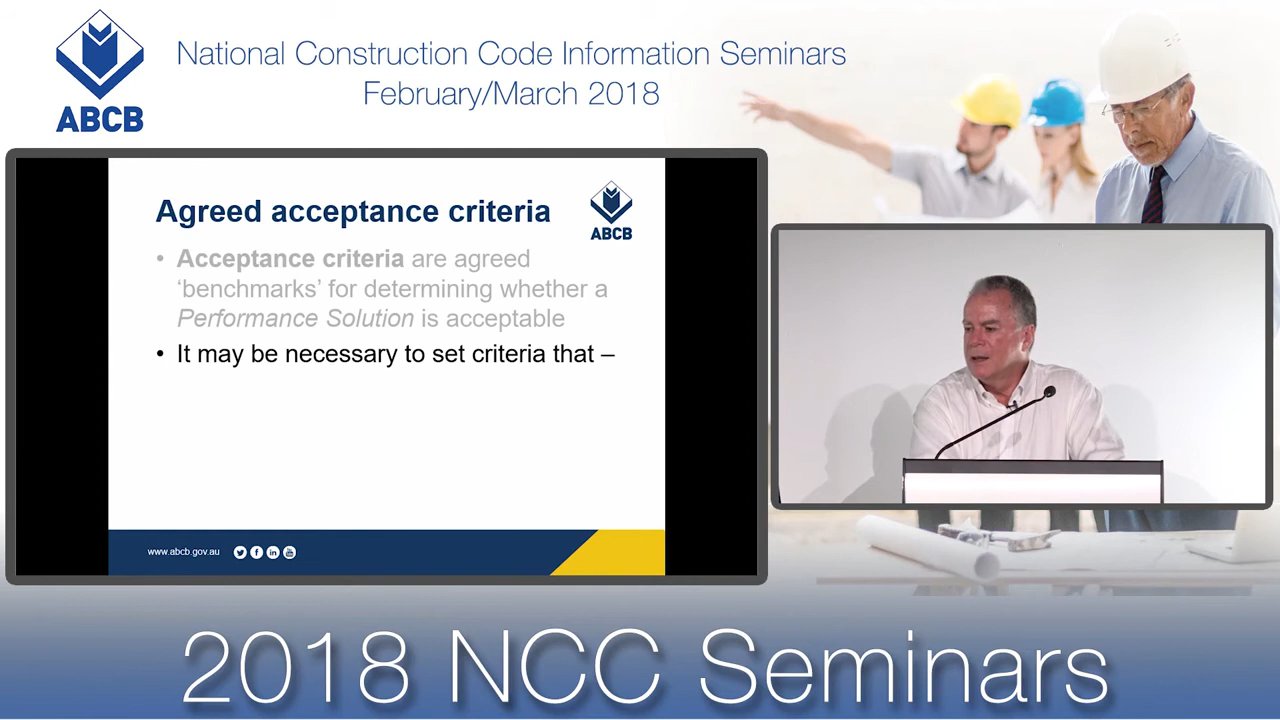 ABCB
National Construction Code Information Seminars
February/March 2018
Agreed acceptance criteria
ABCB
• Acceptance criteria are agreed
‘benchmarks’ for determining whether a
Performance Solution is acceptable
• It may be necessary to set criteria that –
www.abcb.gov.au
2018 NCC Seminars